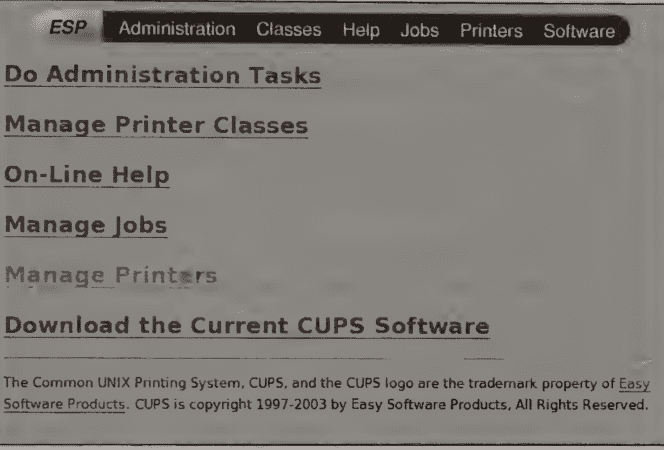 ESP Administration Classes Help Jobs Printers Software
Do Administration Tasks
Manage Printer Classes
On-Line Help
Manage Jobs
Manage Printers
Download the Current CUPS Software
The Common UNIX Printing System, CUPS, and the CUPS logo are the trademark property of Easy
Software Products. CUPS is copyright 1997-2003 by Easy Software Products, All Rights Reserved.